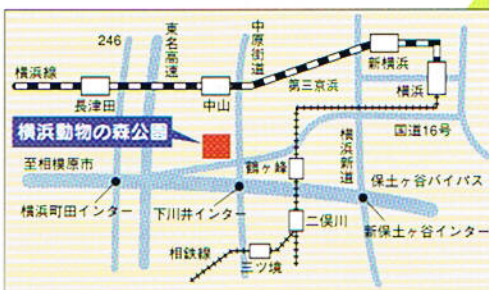 246
東名高速
中原街道
新横浜
横浜線
長津田
中山
第三京浜
横浜
横浜動物の森公園
国道16号
至相模原市
鶴ヶ峰
横浜新道
保土ヶ谷バイパス
横浜町田インター
下川井インター
二俣川
新保土ヶ谷インター
相鉄線
三ツ境